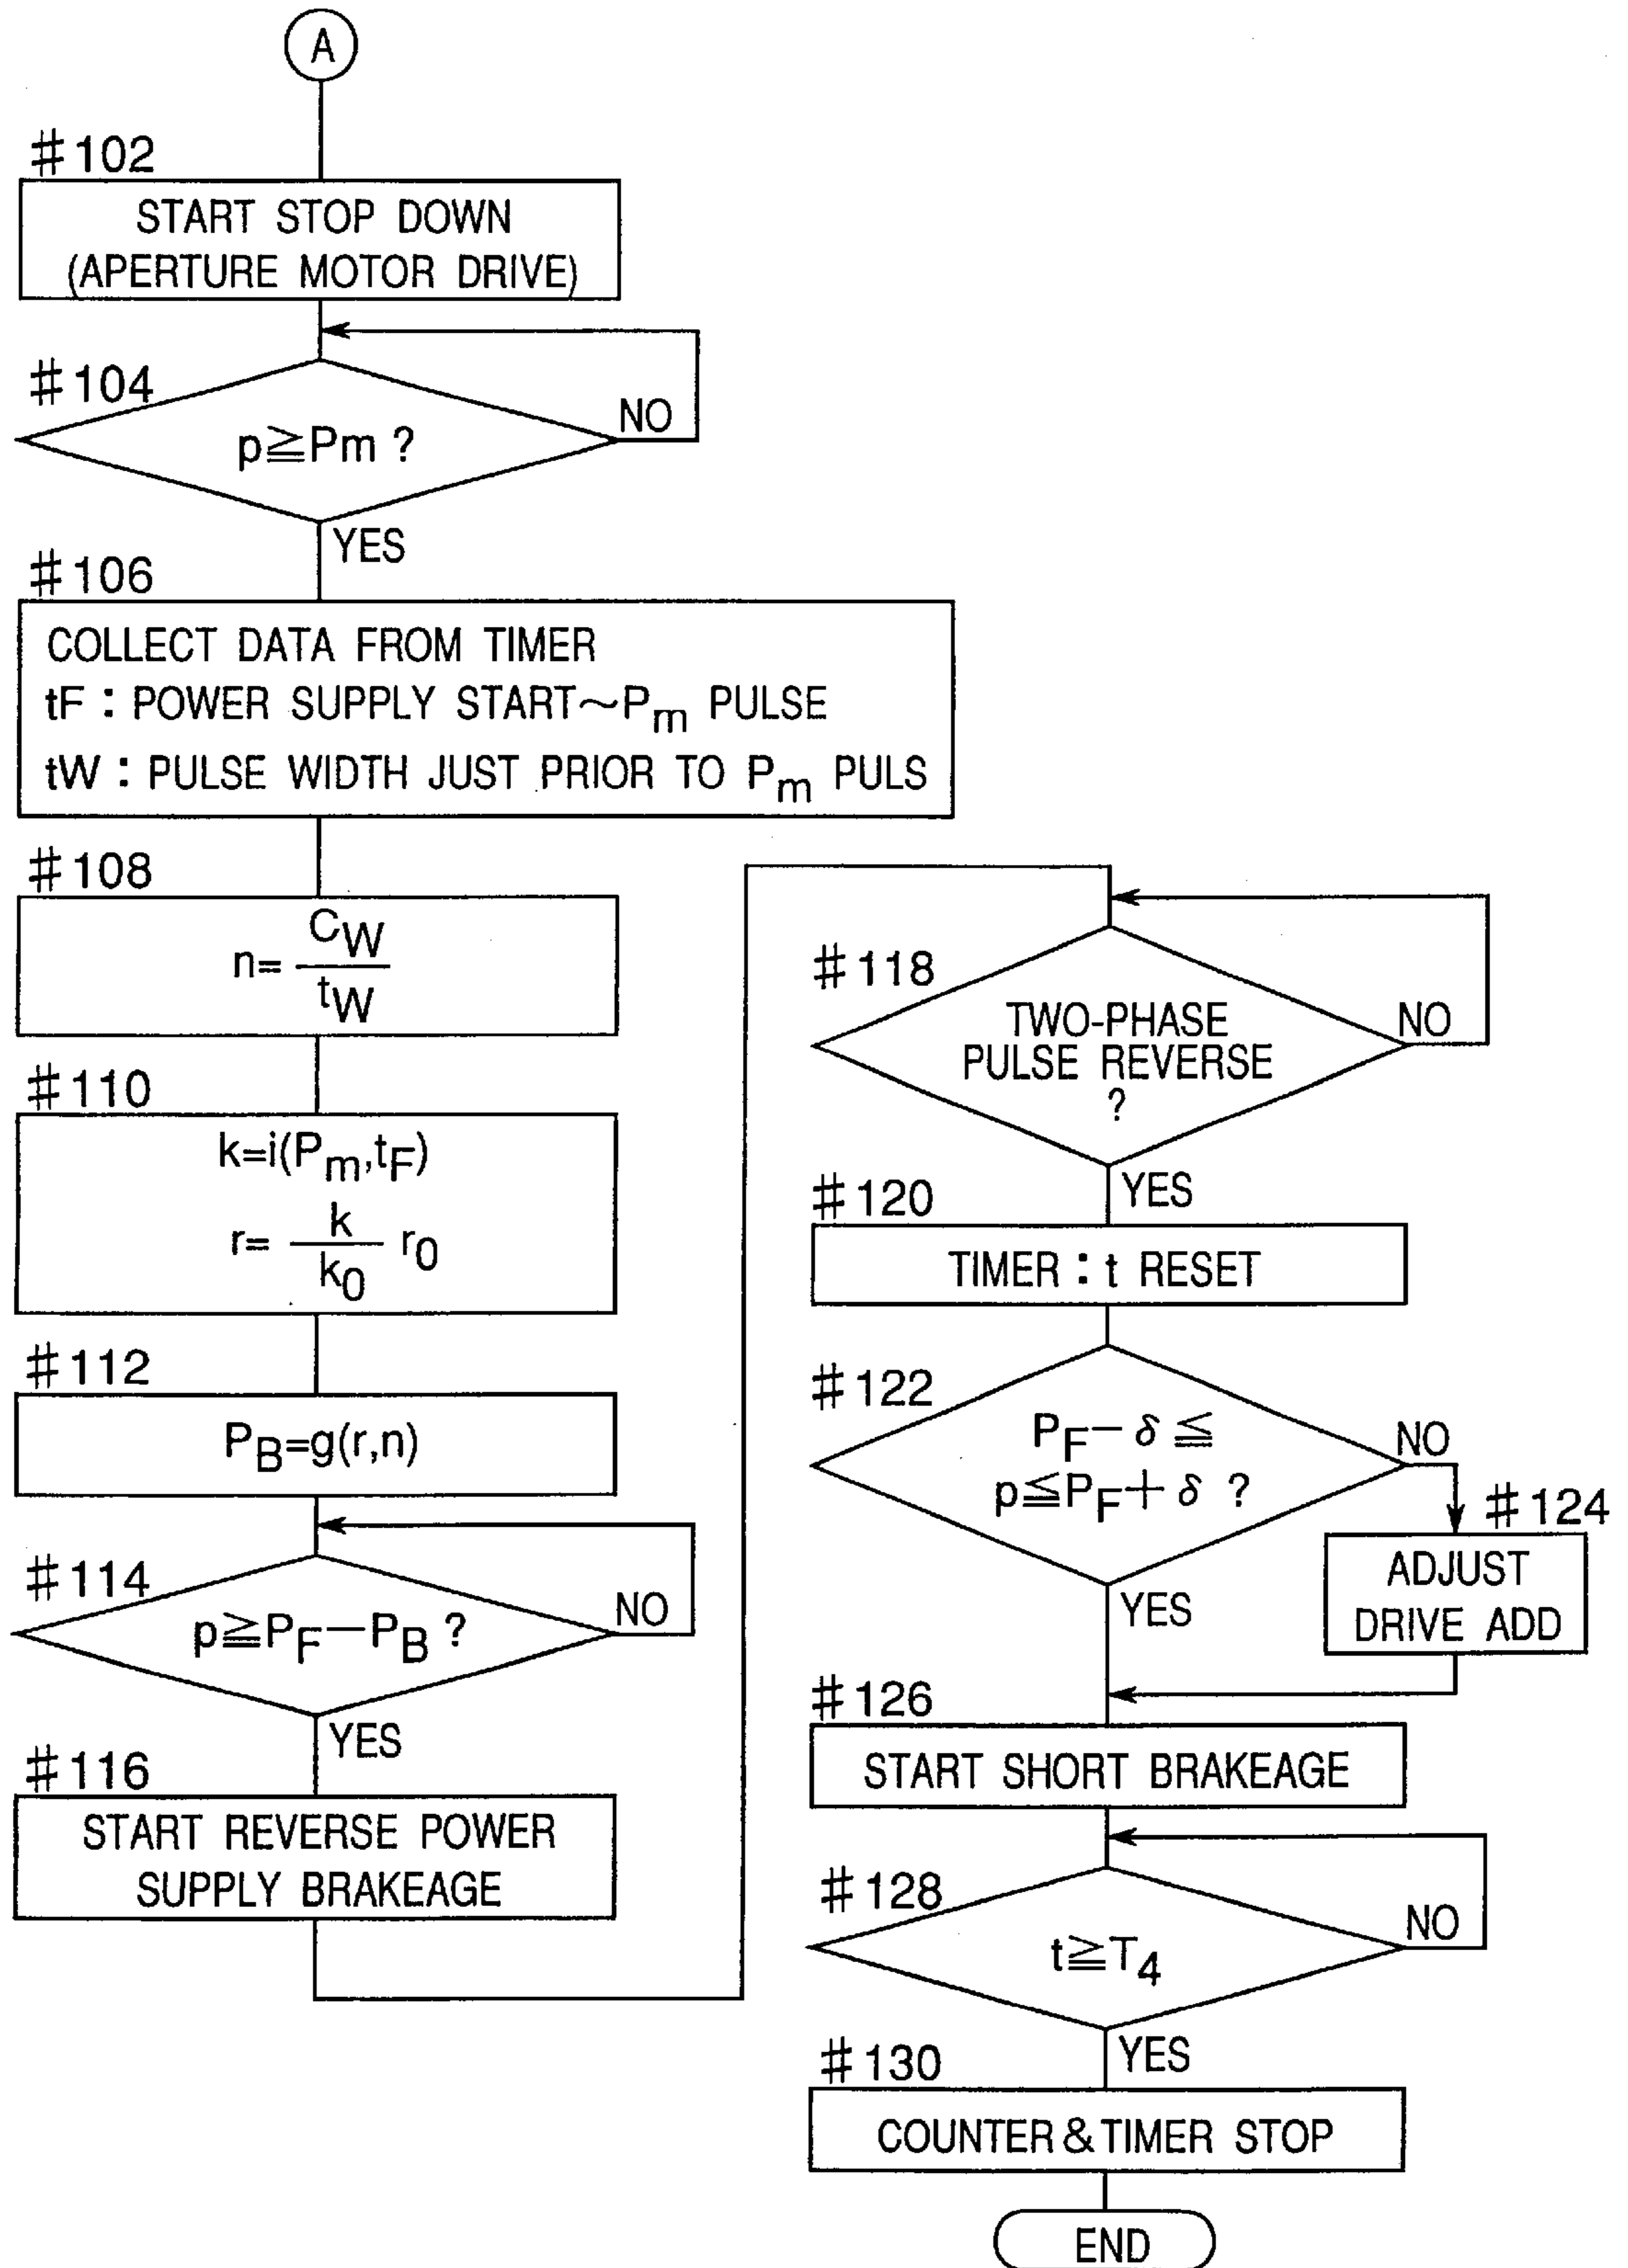 A
#102
START STOP DOWN
(APERTURE MOTOR DRIVE)
#104
p≧Pm ?
NO
YES
#106
COLLECT DATA FROM TIMER
tF : POWER SUPPLY START~Pm PULSE
tW : PULSE WIDTH JUST PRIOR TO Pm PULS
#108
n= CW
tW
#110
k=i(Pm,tF)
r= k/k0 r0
#112
PB=g(r,n)
#114
p≧PF−PB ?
NO
YES
#116
START REVERSE POWER
SUPPLY BRAKEAGE
#118
TWO-PHASE
PULSE REVERSE
?
NO
YES
#120
TIMER : t RESET
#122
PF−δ≦
p≦PF+δ ?
NO
YES
#124
ADJUST
DRIVE ADD
#126
START SHORT BRAKEAGE
#128
t≧T4
NO
YES
#130
COUNTER&TIMER STOP
END